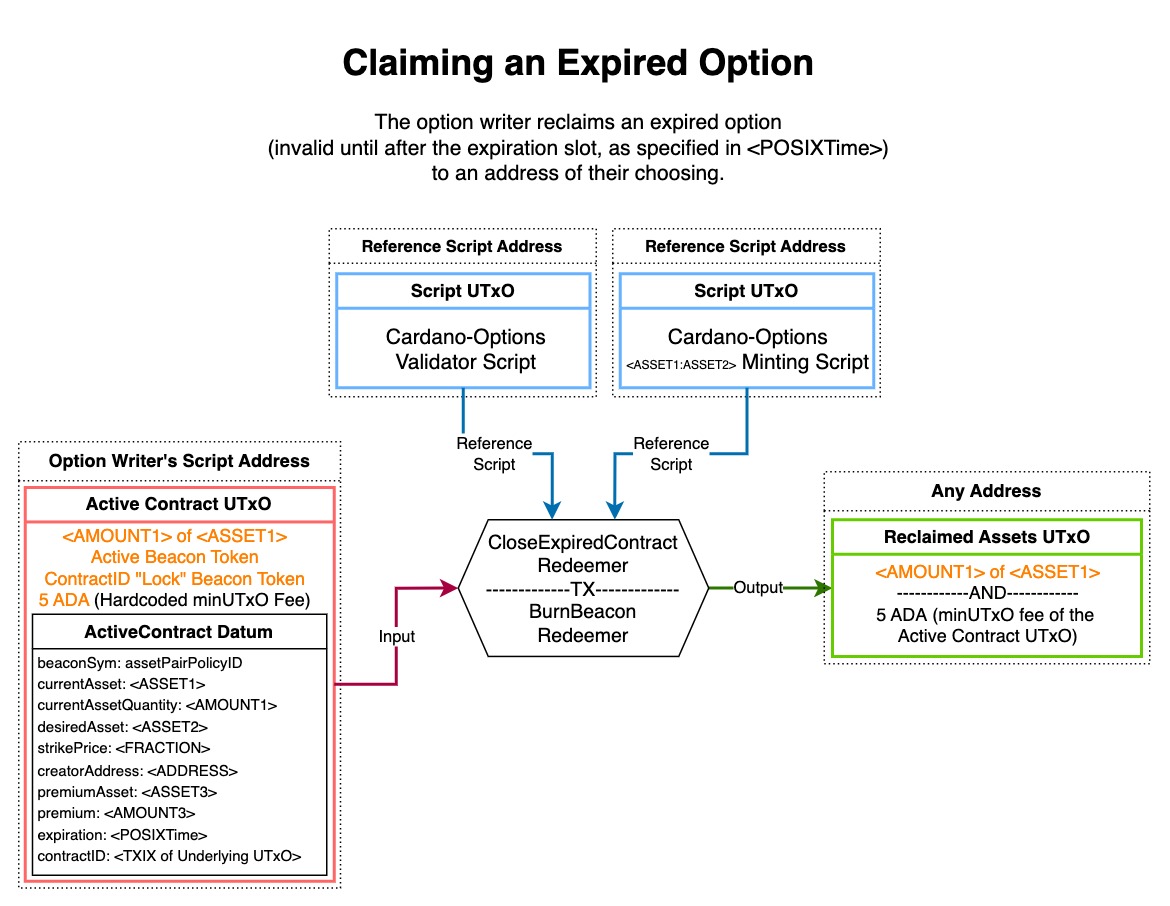 Claiming an Expired Option
The option writer reclaims an expired option
(invalid until after the expiration slot, as specified in <POSIXTime>)
to an address of their choosing.
Reference Script Address
Script UTxO
Cardano-Options
Validator Script
Reference Script Address
Script UTxO
Cardano-Options
<ASSET1:ASSET2> Minting Script
Reference
Script
Reference
Script
Option Writer's Script Address
Active Contract UTxO
<AMOUNT1> of <ASSET1>
Active Beacon Token
ContractID "Lock" Beacon Token
5 ADA (Hardcoded minUTxO Fee)
ActiveContract Datum
beaconSym: assetPairPolicyID
currentAsset: <ASSET1>
currentAssetQuantity: <AMOUNT1>
desiredAsset: <ASSET2>
strikePrice: <FRACTION>
creatorAddress: <ADDRESS>
premiumAsset: <ASSET3>
premium: <AMOUNT3>
expiration: <POSIXTime>
contractID: <TXIX of Underlying UTxO>
Input
CloseExpiredContract
Redeemer
-------------TX-------------
BurnBeacon
Redeemer
Output
Any Address
Reclaimed Assets UTxO
<AMOUNT1> of <ASSET1>
------------AND------------
5 ADA (minUTxO fee of the
Active Contract UTxO)